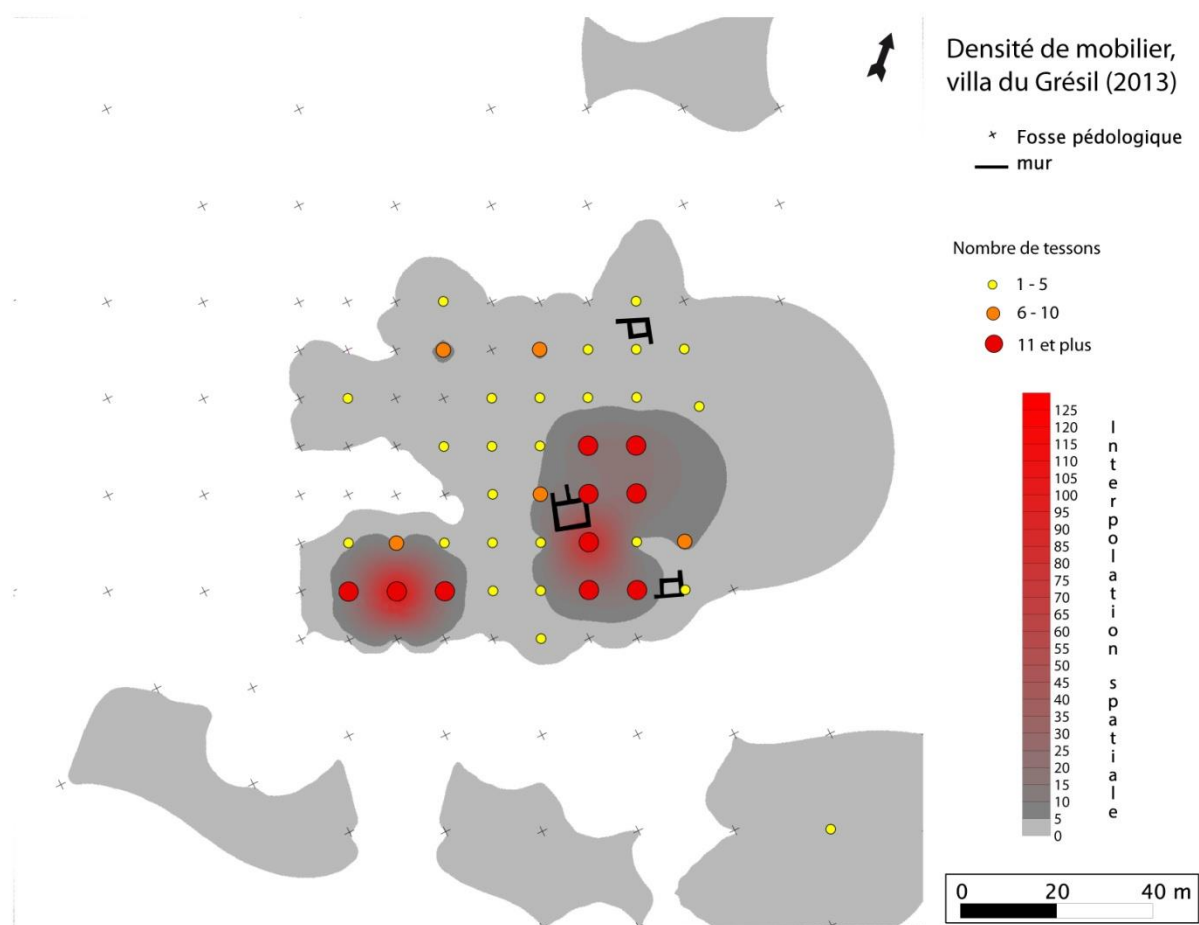 Densité de mobilier,
villa du Grésil (2013)
Fosse pédologique
mur
Nombre de tessons
1 - 5
6 - 10
11 et plus
125
120
115
110
105
100
95
90
85
80
75
70
65
60
55
50
45
40
35
30
25
20
15
10
5
0
Interpolation spatiale
0 20 40 m